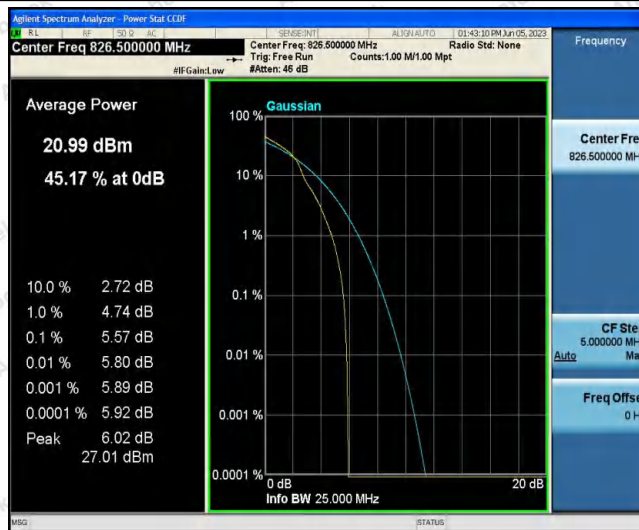 Agilent Spectrum Analyzer - Power Stat CCDF
RL RF 50 Ω AC SENSE:INT ALIGN AUTO 01:43:10 PM Jun 05, 2023
Center Freq 826.500000 MHz
Center Freq: 826.500000 MHz Radio Std: None
Trig: Free Run Counts:1.00 M/1.00 Mpt
#IFGain:Low #Atten: 46 dB
Frequency
Average Power
20.99 dBm
45.17 % at 0dB
10.0 % 2.72 dB
1.0 % 4.74 dB
0.1 % 5.57 dB
0.01 % 5.80 dB
0.001 % 5.89 dB
0.0001 % 5.92 dB
Peak 6.02 dB
27.01 dBm
Gaussian
100 %
10 %
1 %
0.1 %
0.01 %
0.001 %
0.0001 %
0 dB 20 dB
Info BW 25.000 MHz
Center Fre
826.500000 MH
CF Ste
5.000000 MH
Auto Ma
Freq Offse
0 H
MSG STATUS